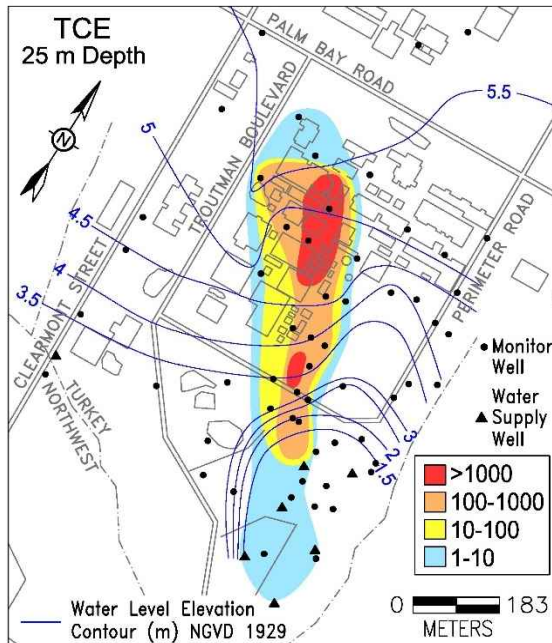 TCE
25 m Depth
PALM BAY ROAD
TROUTMAN BOULEVARD
5.5
5
N
4.5
4
3.5
CLEARMONT STREET
PERIMETER ROAD
TURKEY
NORTHWEST
3
2
1.5
Monitor
Well
Water
Supply
Well
>1000
100-1000
10-100
1-10
Water Level Elevation
Contour (m) NGVD 1929
0 183
METERS